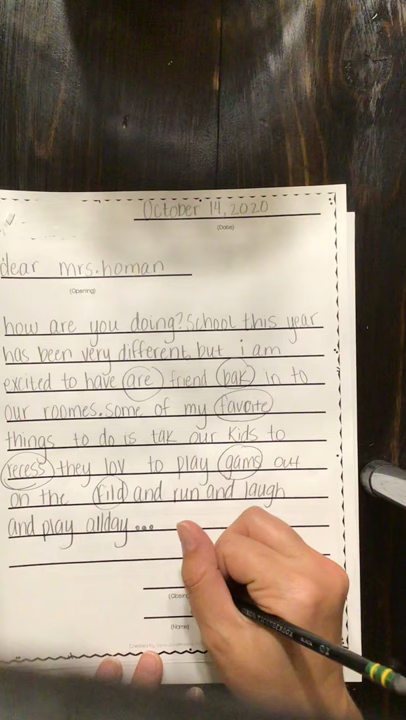 October 14, 2020
(Date)
dear mrs.homan
(Opening)
how are you doing?School this year
has been very different, but i am
excited to have are friend bak in to
our roomes.some of my favorite
things to do is tak our kids to
recess they lov to play gams out
on the fild and run and laugh
and play allday...
(Name)